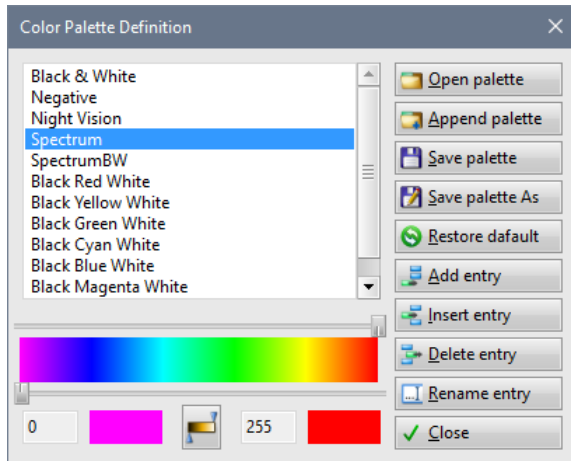 Color Palette Definition
Black & White
Negative
Night Vision
Spectrum
SpectrumBW
Black Red White
Black Yellow White
Black Green White
Black Cyan White
Black Blue White
Black Magenta White
Open palette
Append palette
Save palette
Save palette As
Restore dafault
Add entry
Insert entry
Delete entry
Rename entry
Close
0
255